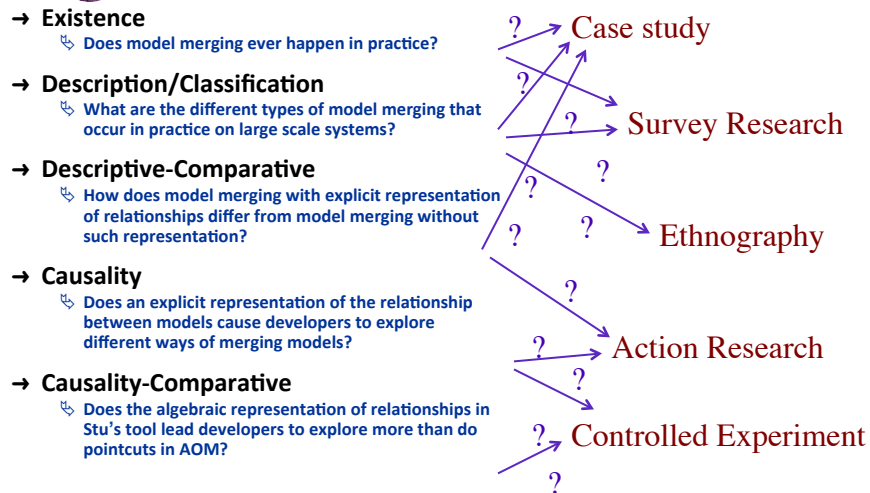 → Existence
Does model merging ever happen in practice?
→ Description/Classification
What are the different types of model merging that
occur in practice on large scale systems?
→ Descriptive-Comparative
How does model merging with explicit representation
of relationships differ from model merging without
such representation?
→ Causality
Does an explicit representation of the relationship
between models cause developers to explore
different ways of merging models?
→ Causality-Comparative
Does the algebraic representation of relationships in
Stu's tool lead developers to explore more than do
pointcuts in AOM?
?
Case study
?
?
Survey Research
?
?
?
?
Ethnography
?
?
Action Research
?
?
Controlled Experiment
?